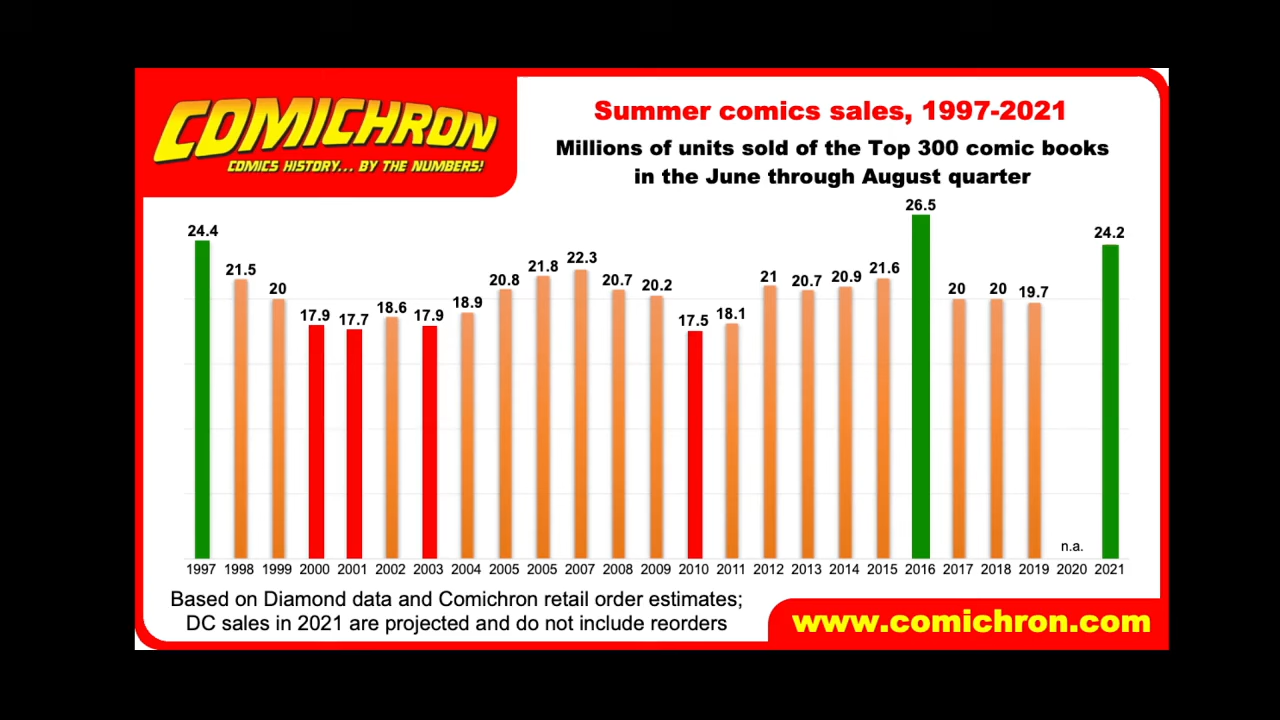 COMICHRON
COMICS HISTORY... BY THE NUMBERS!
Summer comics sales, 1997-2021
Millions of units sold of the Top 300 comic books
in the June through August quarter
24.4 21.5 20 17.9 17.7 18.6 17.9 18.9 20.8 21.8 22.3 20.7 20.2 17.5 18.1 21 20.7 20.9 21.6 26.5 20 20 19.7 n.a. 24.2
1997 1998 1999 2000 2001 2002 2003 2004 2005 2005 2007 2008 2009 2010 2011 2012 2013 2014 2015 2016 2017 2018 2019 2020 2021
Based on Diamond data and Comichron retail order estimates;
DC sales in 2021 are projected and do not include reorders
www.comichron.com